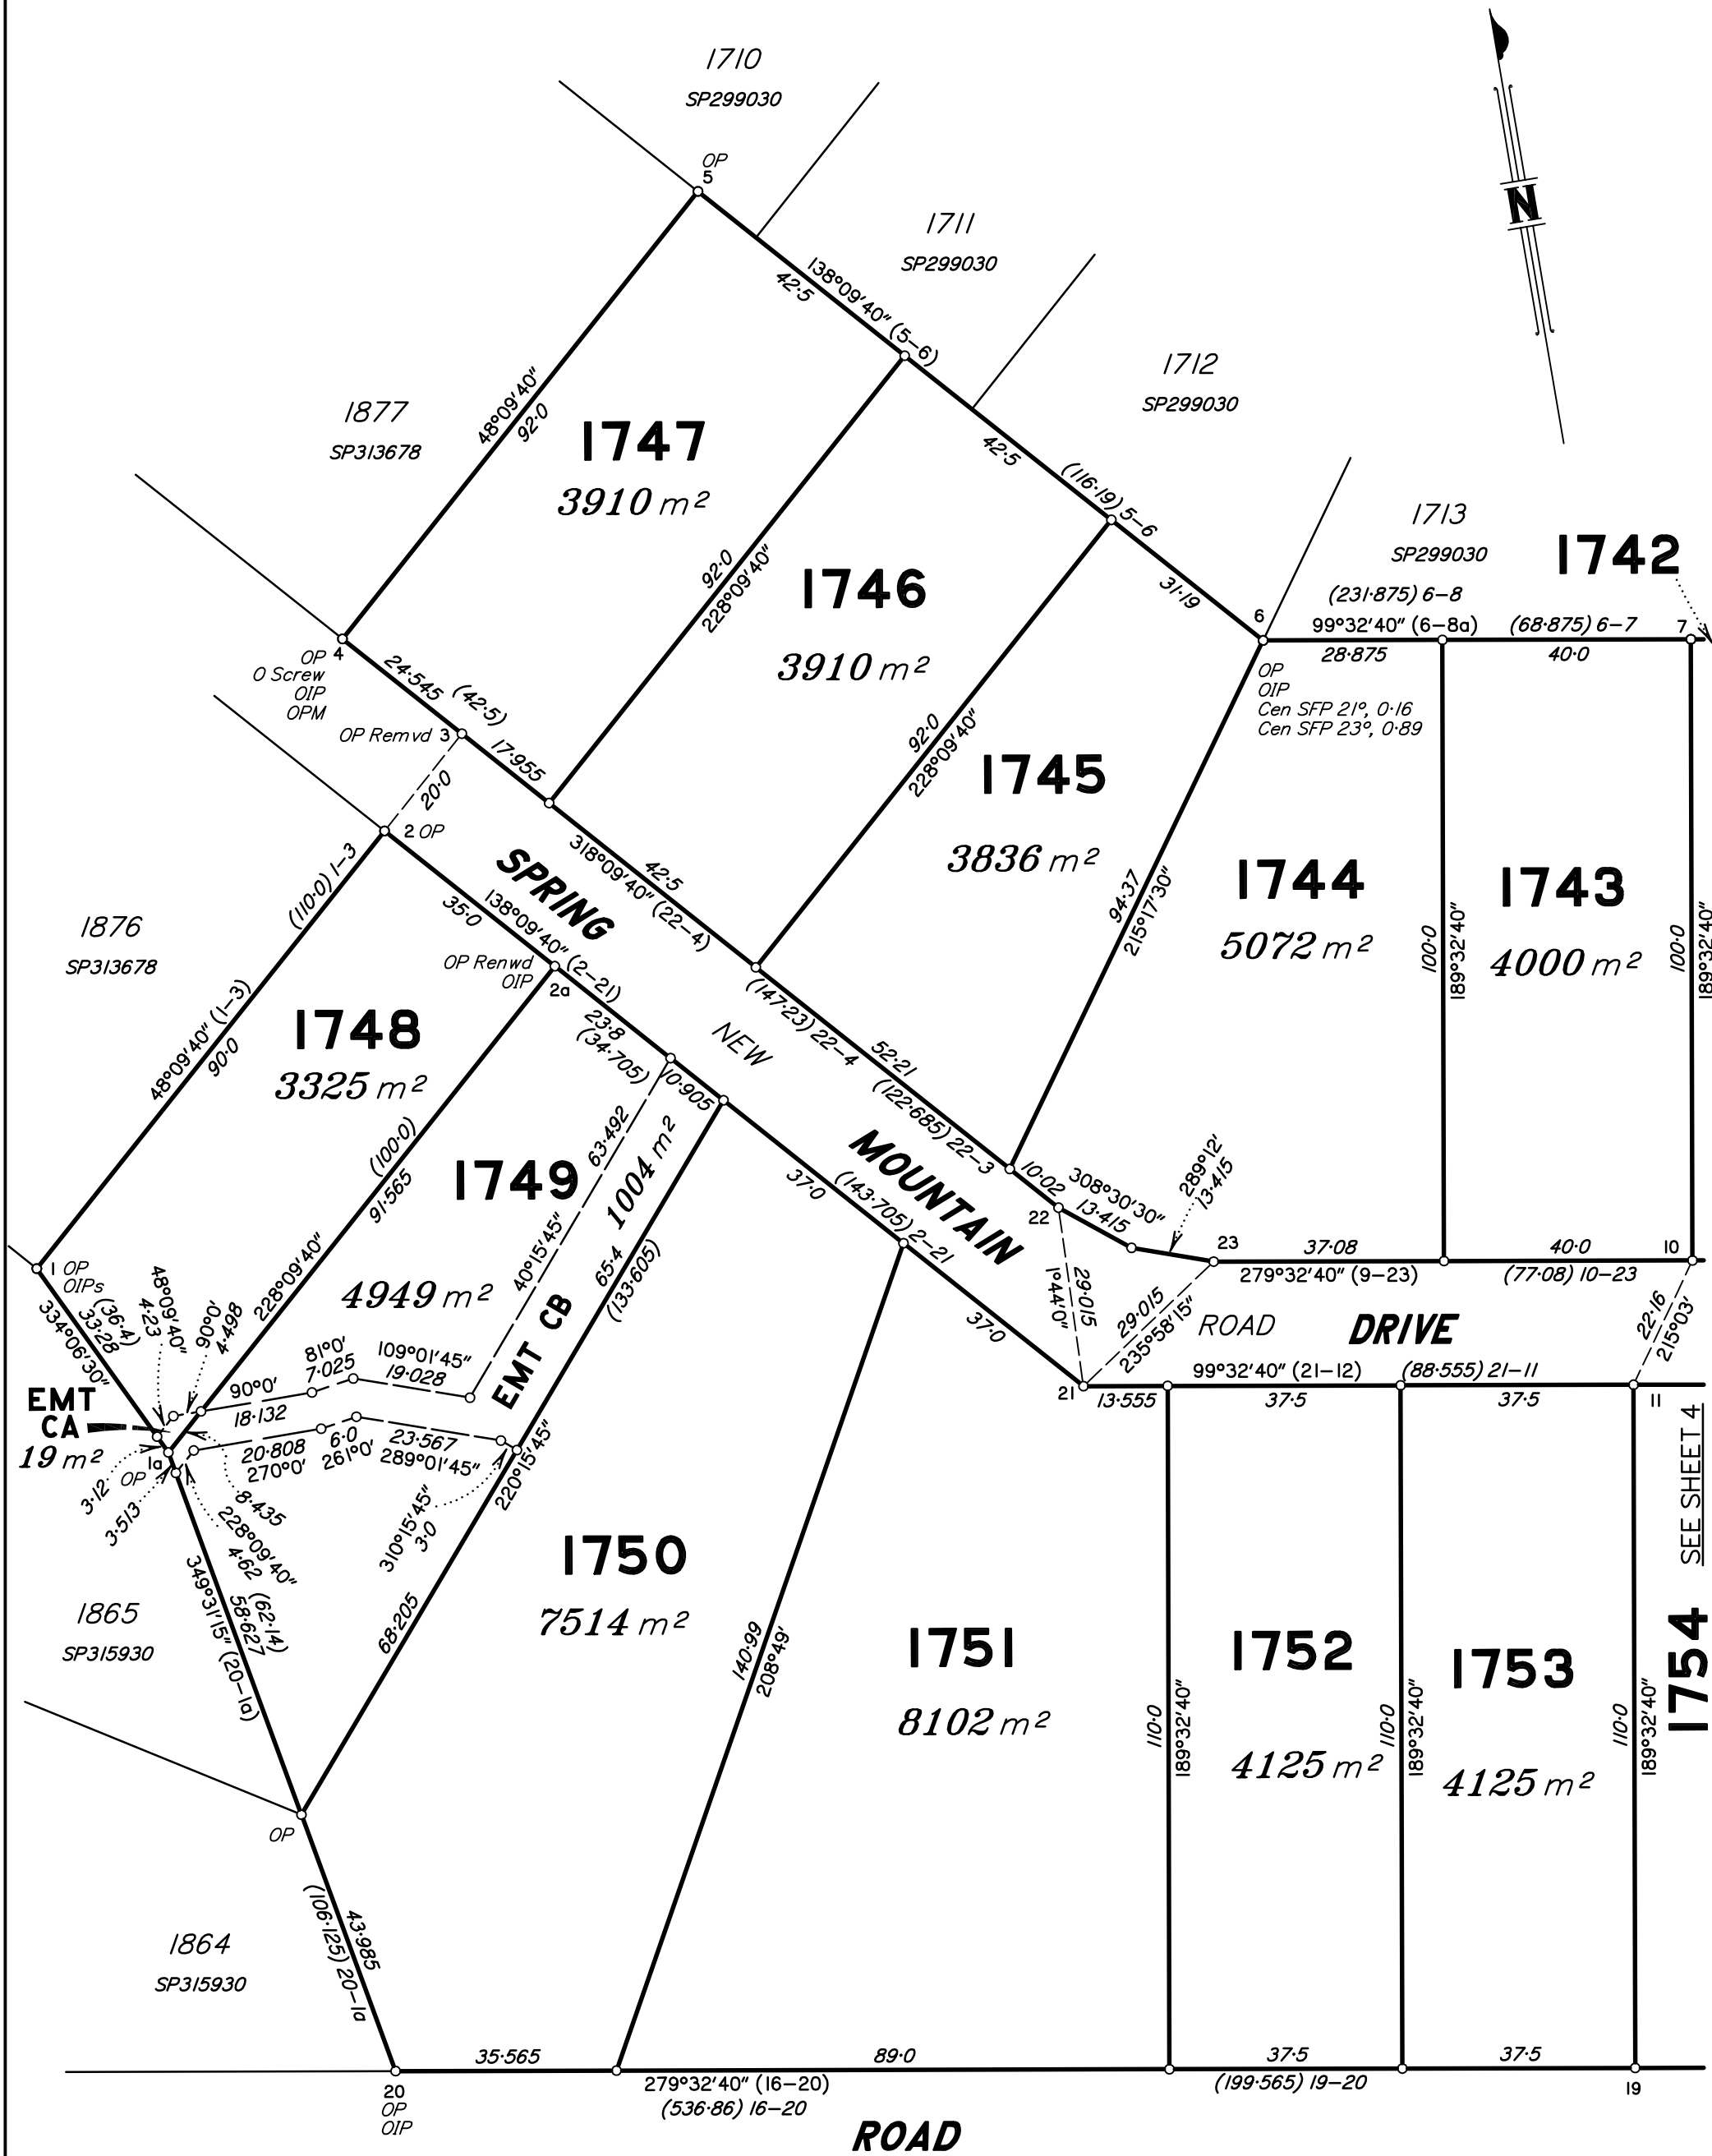 1710
SP299030
OP
5
1711
SP299030
N
42·5
138°09′40″ (5–6)
1712
SP299030
1877
SP313678
48°09′40″
92·0
1747
3910 m²
42·5
(116·19) 5–6
1713
SP299030
1742
92·0
228°09′40″
1746
3910 m²
31·19
6
(231·875) 6–8
99°32′40″ (6–8a)
28·875
(68·875) 6–7
40·0
7
4
OP
O Screw
OIP
OPM
24·545
(42·5)
OP Remvd 3
17·955
20·0
OP
OIP
Cen SFP 21°, 0·16
Cen SFP 23°, 0·89
92·0
228°09′40″
1745
3836 m²
2 OP
(110·0) 1–3
SPRING
42·5
318°09′40″ (22–4)
94·37
215°17′30″
1744
5072 m²
100·0
189°32′40″
1743
4000 m²
100·0
189°32′40″
1876
SP313678
35·0
138°09′40″ (2–21)
OP Renwd
OIP
2a
48°09′40″ (1–3)
90·0
1748
3325 m²
23·8
(34·705)
10·905
NEW
(147·23) 22–4
52·21
(122·685) 22–3
(100·0)
91·565
228°09′40″
1749
4949 m²
63·492
40°15′45″
1004 m²
EMT CB
65·4
(133·605)
37·0
(143·705) 2–21
MOUNTAIN
10·02
22
308°30′30″
13·415
289°12′
13·415
23
37·08
279°32′40″ (9–23)
40·0
10
(77·08) 10–23
1 OP
OIPs
(36·4)
33·28
334°06′30″
48°09′40″
4·23
90°0′
4·498
37·0
29·015
1°44′0″
29·015
235°58′15″
ROAD
DRIVE
22·16
215°03′
90°0′
18·132
81°0′
7·025
109°01′45″
19·028
EMT
CA
19 m²
21
13·555
99°32′40″ (21–12)
37·5
(88·555) 21–11
37·5
11
20·808
270°0′
6·0
261°0′
23·567
289°01′45″
1a
OP
3·12
3·513
8·435
228°09′40″
4·62
220°15′45″
310°15′45″
3·0
SEE SHEET 4
349°31′15″ (20–1a)
58·627
(62·14)
1865
SP315930
68·205
1750
7514 m²
140·99
208°49′
1751
8102 m²
110·0
189°32′40″
1752
4125 m²
110·0
189°32′40″
1753
4125 m²
110·0
189°32′40″
1754
OP
1864
SP315930
43·985
(106·125) 20–1a
20
OP
OIP
35·565
279°32′40″ (16–20)
(536·86) 16–20
89·0
37·5
(199·565) 19–20
37·5
19
ROAD